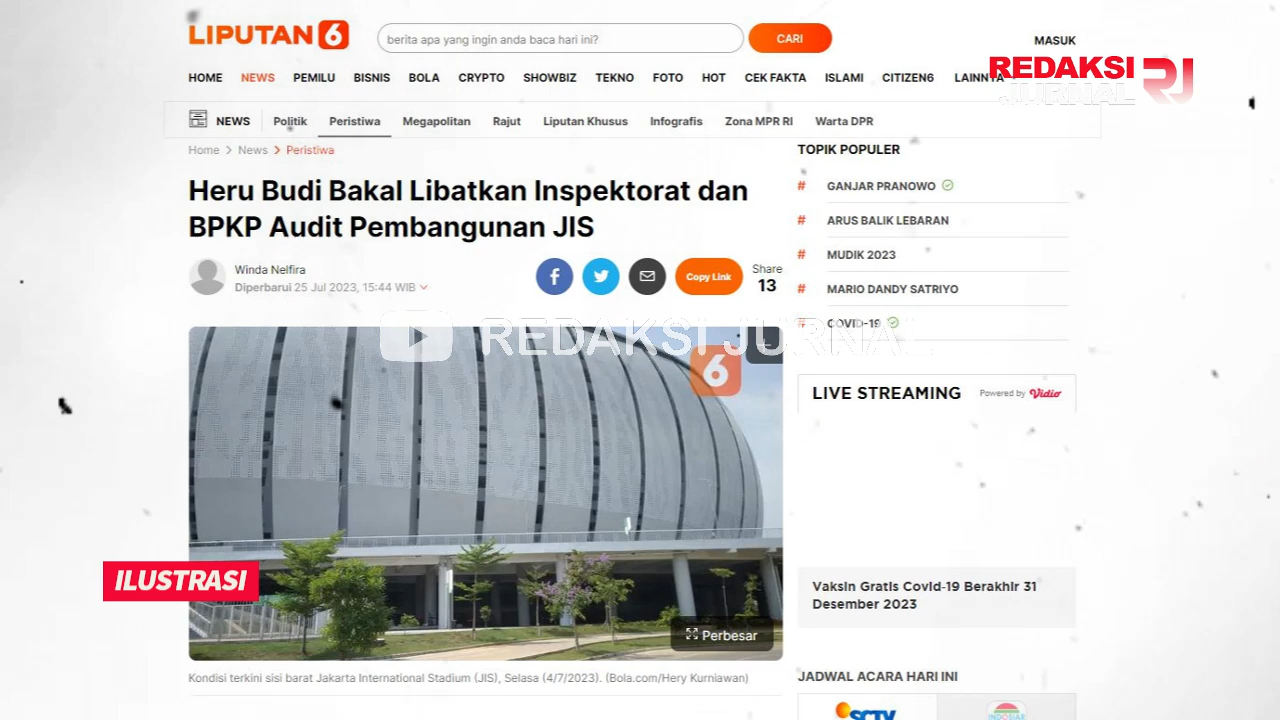 LIPUTAN 6
berita apa yang ingin anda baca hari ini?
CARI
MASUK
HOME NEWS PEMILU BISNIS BOLA CRYPTO SHOWBIZ TEKNO FOTO HOT CEK FAKTA ISLAMI CITIZEN6 LAINNYA
REDAKSI
JURNAL
RJ
NEWS Politik Peristiwa Megapolitan Rajut Liputan Khusus Infografis Zona MPR RI Warta DPR
Home > News > Peristiwa
Heru Budi Bakal Libatkan Inspektorat dan
BPKP Audit Pembangunan JIS
Winda Nelfira
Diperbarui 25 Jul 2023, 15:44 WIB
Copy Link
Share
13
6
REDAKSI JURNA
ILUSTRASI
Perbesar
Kondisi terkini sisi barat Jakarta International Stadium (JIS), Selasa (4/7/2023). (Bola.com/Hery Kurniawan)
TOPIK POPULER
# GANJAR PRANOWO
# ARUS BALIK LEBARAN
# MUDIK 2023
# MARIO DANDY SATRIYO
# COVID-19
LIVE STREAMING Powered by Vidio
Vaksin Gratis Covid-19 Berakhir 31
Desember 2023
JADWAL ACARA HARI INI
SCTV
INDOSIAR